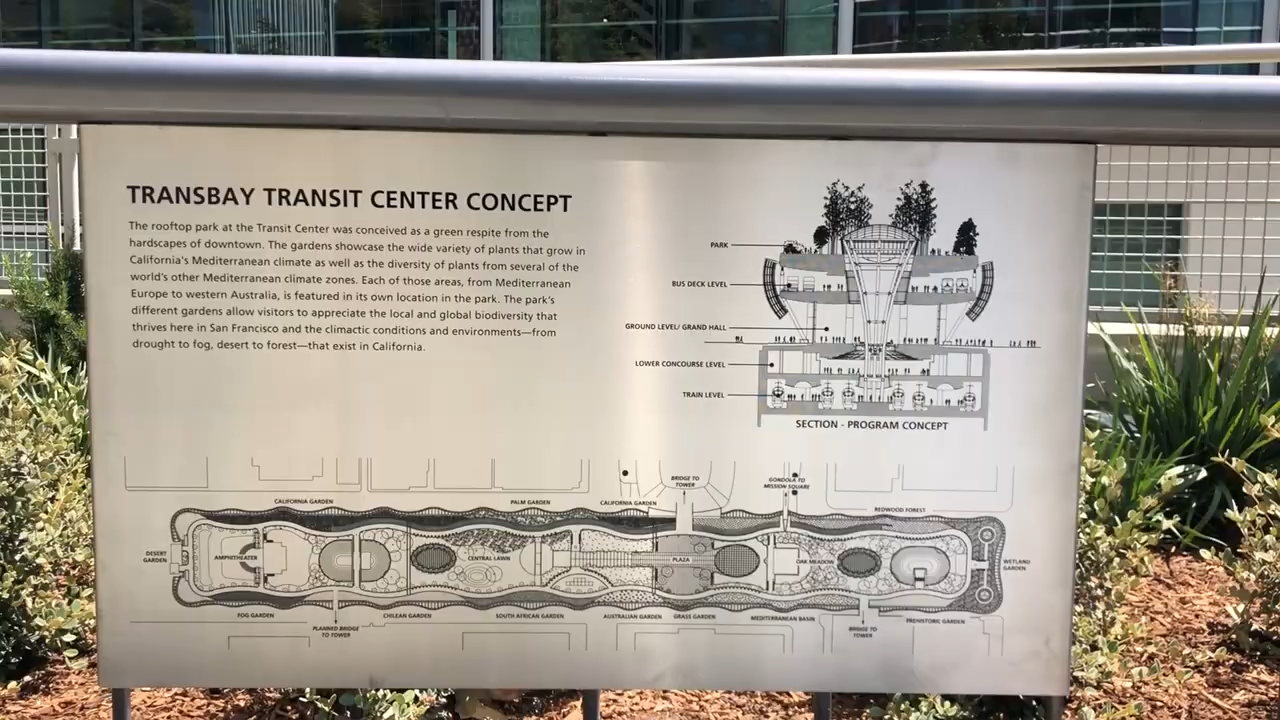 TRANSBAY TRANSIT CENTER CONCEPT
The rooftop park at the Transit Center was conceived as a green respite from the
hardscapes of downtown. The gardens showcase the wide variety of plants that grow in
California's Mediterranean climate as well as the diversity of plants from several of the
world's other Mediterranean climate zones. Each of those areas, from Mediterranean
Europe to western Australia, is featured in its own location in the park. The park's
different gardens allow visitors to appreciate the local and global biodiversity that
thrives here in San Francisco and the climactic conditions and environments—from
drought to fog, desert to forest—that exist in California.
PARK
BUS DECK LEVEL
GROUND LEVEL/ GRAND HALL
LOWER CONCOURSE LEVEL
TRAIN LEVEL
SECTION - PROGRAM CONCEPT
BRIDGE TO
TOWER
GONDOLA TO
MISSION SQUARE
CALIFORNIA GARDEN
PALM GARDEN
CALIFORNIA GARDEN
REDWOOD FOREST
DESERT
GARDEN
AMPHITHEATER
CENTRAL LAWN
PLAZA
OAK MEADOW
WETLAND
GARDEN
FOG GARDEN
CHILEAN GARDEN
SOUTH AFRICAN GARDEN
AUSTRALIAN GARDEN
GRASS GARDEN
MEDITERRANEAN BASIN
PREHISTORIC GARDEN
PLANNED BRIDGE
TO TOWER
BRIDGE TO
TOWER